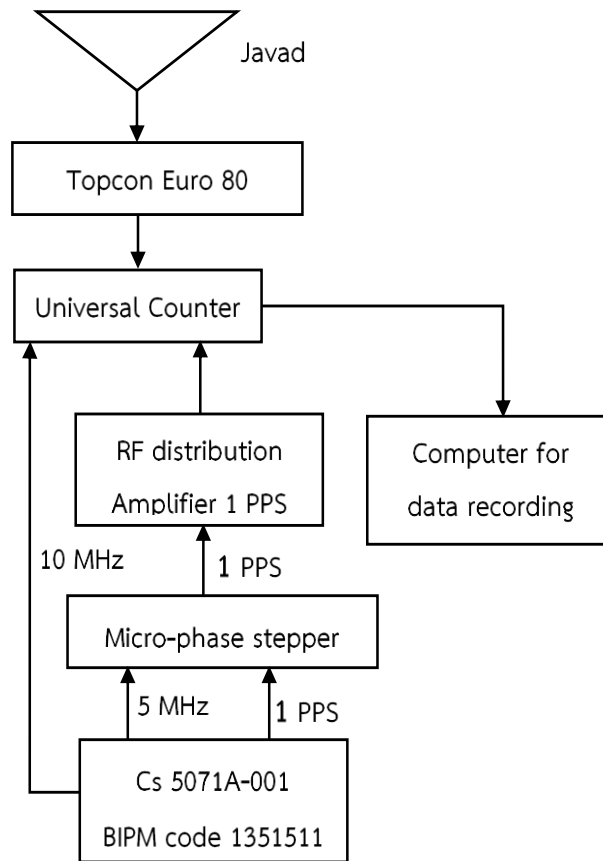 Javad
Topcon Euro 80
Universal Counter
RF distribution
Amplifier 1 PPS
Computer for
data recording
10 MHz
1 PPS
Micro-phase stepper
5 MHz
1 PPS
Cs 5071A-001
BIPM code 1351511